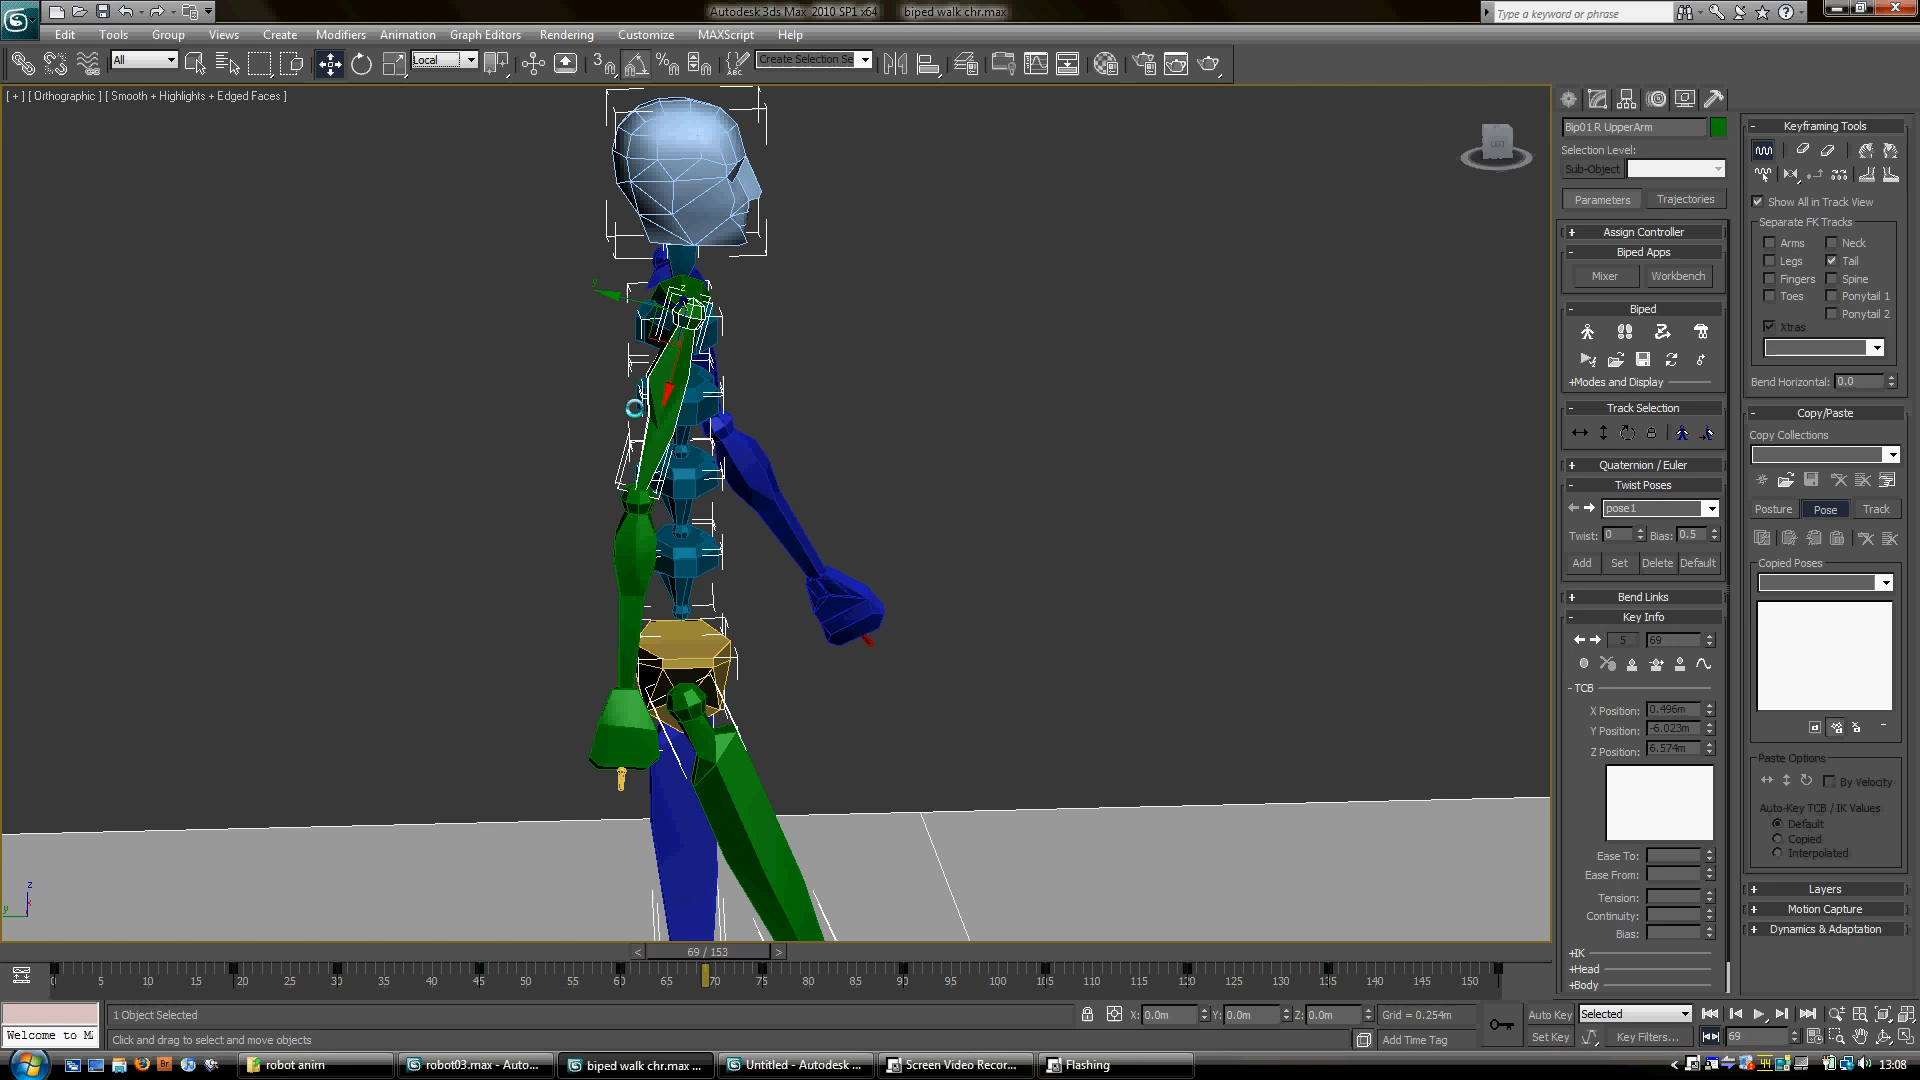 Autodesk 3ds Max 2010 SP1 x64 biped walk chr.max
Type a keyword or phrase
Edit Tools Group Views Create Modifiers Animation Graph Editors Rendering Customize MAXScript Help
All Local Create Selection Se
[ + ] [ Orthographic ] [ Smooth + Highlights + Edged Faces ]
LEFT
Bip01 R UpperArm
Selection Level:
Sub-Object
Parameters Trajectories
+ Assign Controller
- Biped Apps
Mixer Workbench
- Biped
+Modes and Display
- Track Selection
+ Quaternion / Euler
- Twist Poses
pose1
Twist: 0 Bias: 0.5
Add Set Delete Default
+ Bend Links
- Key Info
5 69
- TCB
X Position: 0.496m
Y Position: -6.023m
Z Position: 6.574m
Ease To:
Ease From:
Tension:
Continuity:
Bias:
+IK
+Head
+Body
- Keyframing Tools
Show All in Track View
Separate FK Tracks
Arms Neck
Legs Tail
Fingers Spine
Toes Ponytail 1
Ponytail 2
Xtras
Bend Horizontal: 0.0
- Copy/Paste
Copy Collections
Posture Pose Track
Copied Poses
Paste Options
By Velocity
Auto-Key TCB / IK Values
Default
Copied
Interpolated
+ Layers
+ Motion Capture
+ Dynamics & Adaptation
z
y x
< 69 / 153 >
0 5 10 15 20 25 30 35 40 45 50 55 60 65 70 75 80 85 90 95 100 105 110 115 120 125 130 135 140 145 150
1 Object Selected X: 0.0m Y: 0.0m Z: 0.0m Grid = 0.254m Auto Key Selected
Welcome to M Click and drag to select and move objects Add Time Tag Set Key Key Filters... 69
robot anim robot03.max - Auto... biped walk chr.max ... Untitled - Autodesk ... Screen Video Recor... Flashing 13:08